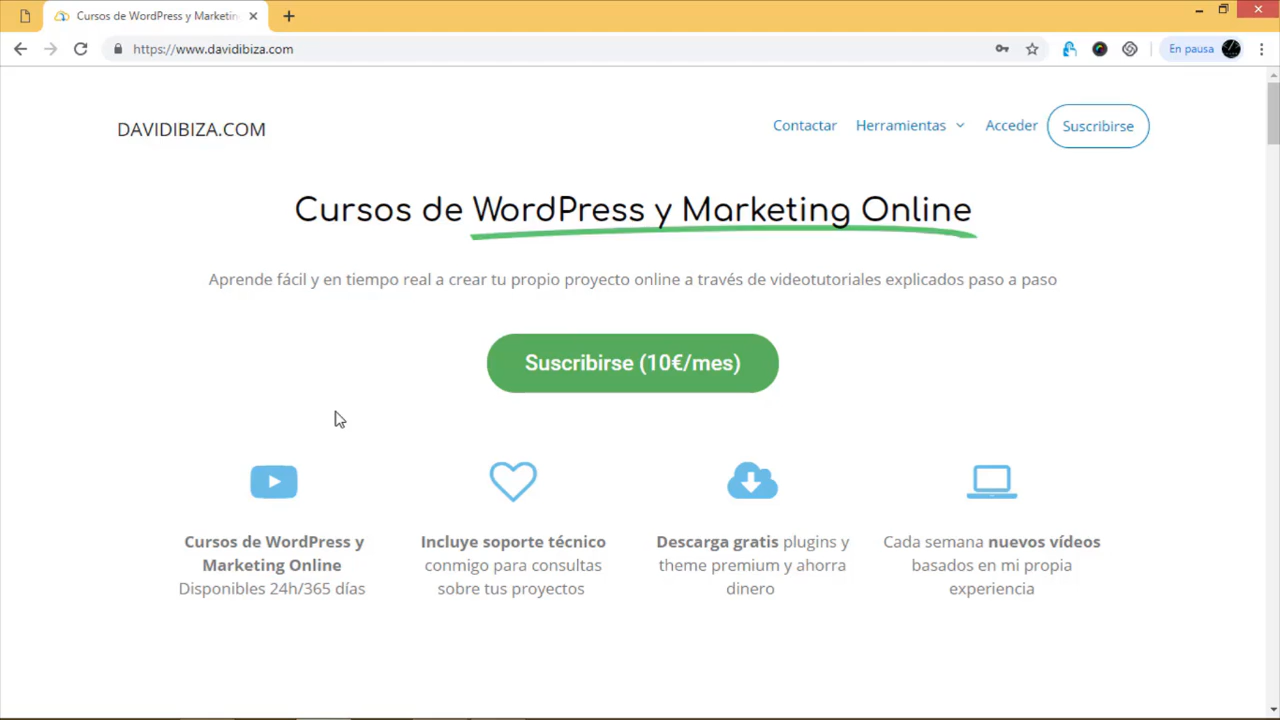 Cursos de WordPress y Marketin
https://www.davidibiza.com
En pausa
DAVIDIBIZA.COM
Contactar
Herramientas
Acceder
Suscribirse
Cursos de WordPress y Marketing Online
Aprende fácil y en tiempo real a crear tu propio proyecto online a través de videotutoriales explicados paso a paso
Suscribirse (10€/mes)
Cursos de WordPress y
Marketing Online
Disponibles 24h/365 días
Incluye soporte técnico
conmigo para consultas
sobre tus proyectos
Descarga gratis plugins y
theme premium y ahorra
dinero
Cada semana nuevos vídeos
basados en mi propia
experiencia